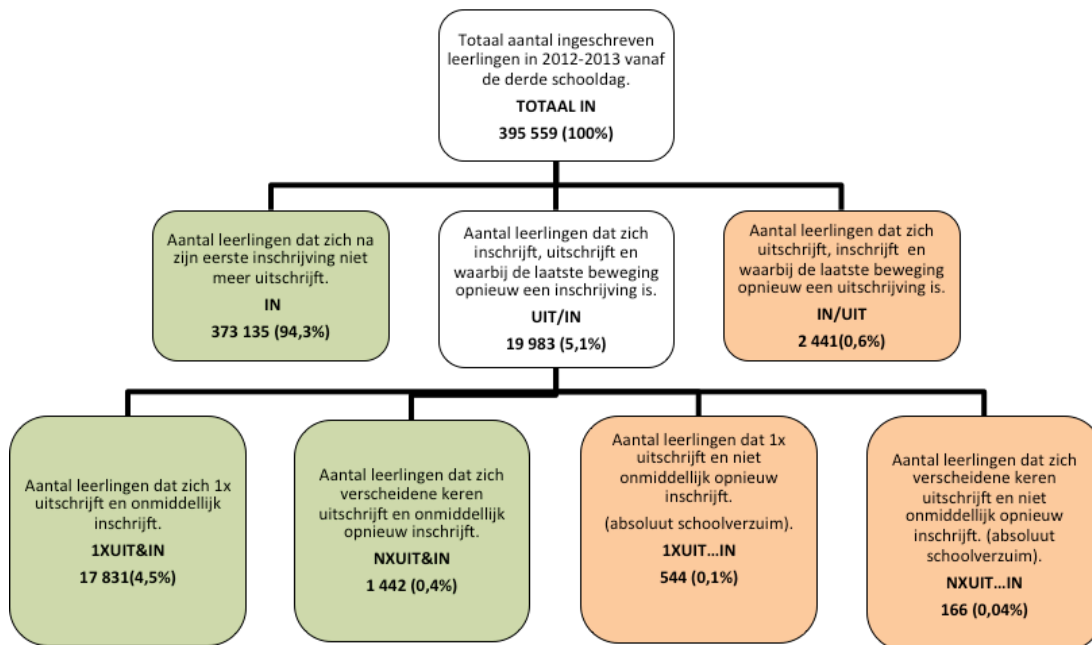 Totaal aantal ingeschreven
leerlingen in 2012-2013 vanaf
de derde schooldag.
TOTAAL IN
395 559 (100%)
Aantal leerlingen dat zich na
zijn eerste inschrijving niet
meer uitschrijft.
IN
373 135 (94,3%)
Aantal leerlingen dat zich
inschrijft, uitschrijft en
waarbij de laatste beweging
opnieuw een inschrijving is.
UIT/IN
19 983 (5,1%)
Aantal leerlingen dat zich
uitschrijft, inschrijft en
waarbij de laatste beweging
opnieuw een uitschrijving is.
IN/UIT
2 441(0,6%)
Aantal leerlingen dat zich 1x
uitschrijft en onmiddellijk
inschrijft.
1XUIT&IN
17 831(4,5%)
Aantal leerlingen dat zich
verscheidene keren
uitschrijft en onmiddellijk
opnieuw inschrijft.
NXUIT&IN
1 442 (0,4%)
Aantal leerlingen dat 1x
uitschrijft en niet
onmiddellijk opnieuw
inschrijft.
(absoluut schoolverzuim).
1XUIT...IN
544 (0,1%)
Aantal leerlingen dat zich
verscheidene keren
uitschrijft en niet
onmiddellijk opnieuw
inschrijft. (absoluut
schoolverzuim).
NXUIT...IN
166 (0,04%)